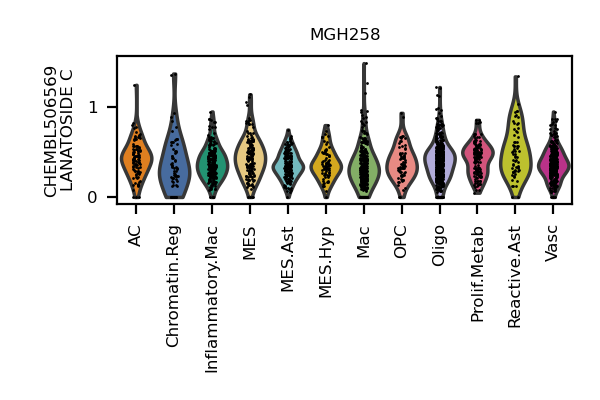 MGH258
CHEMBL506569
LANATOSIDE C
1
0
AC
Chromatin.Reg
Inflammatory.Mac
MES
MES.Ast
MES.Hyp
Mac
OPC
Oligo
Prolif.Metab
Reactive.Ast
Vasc